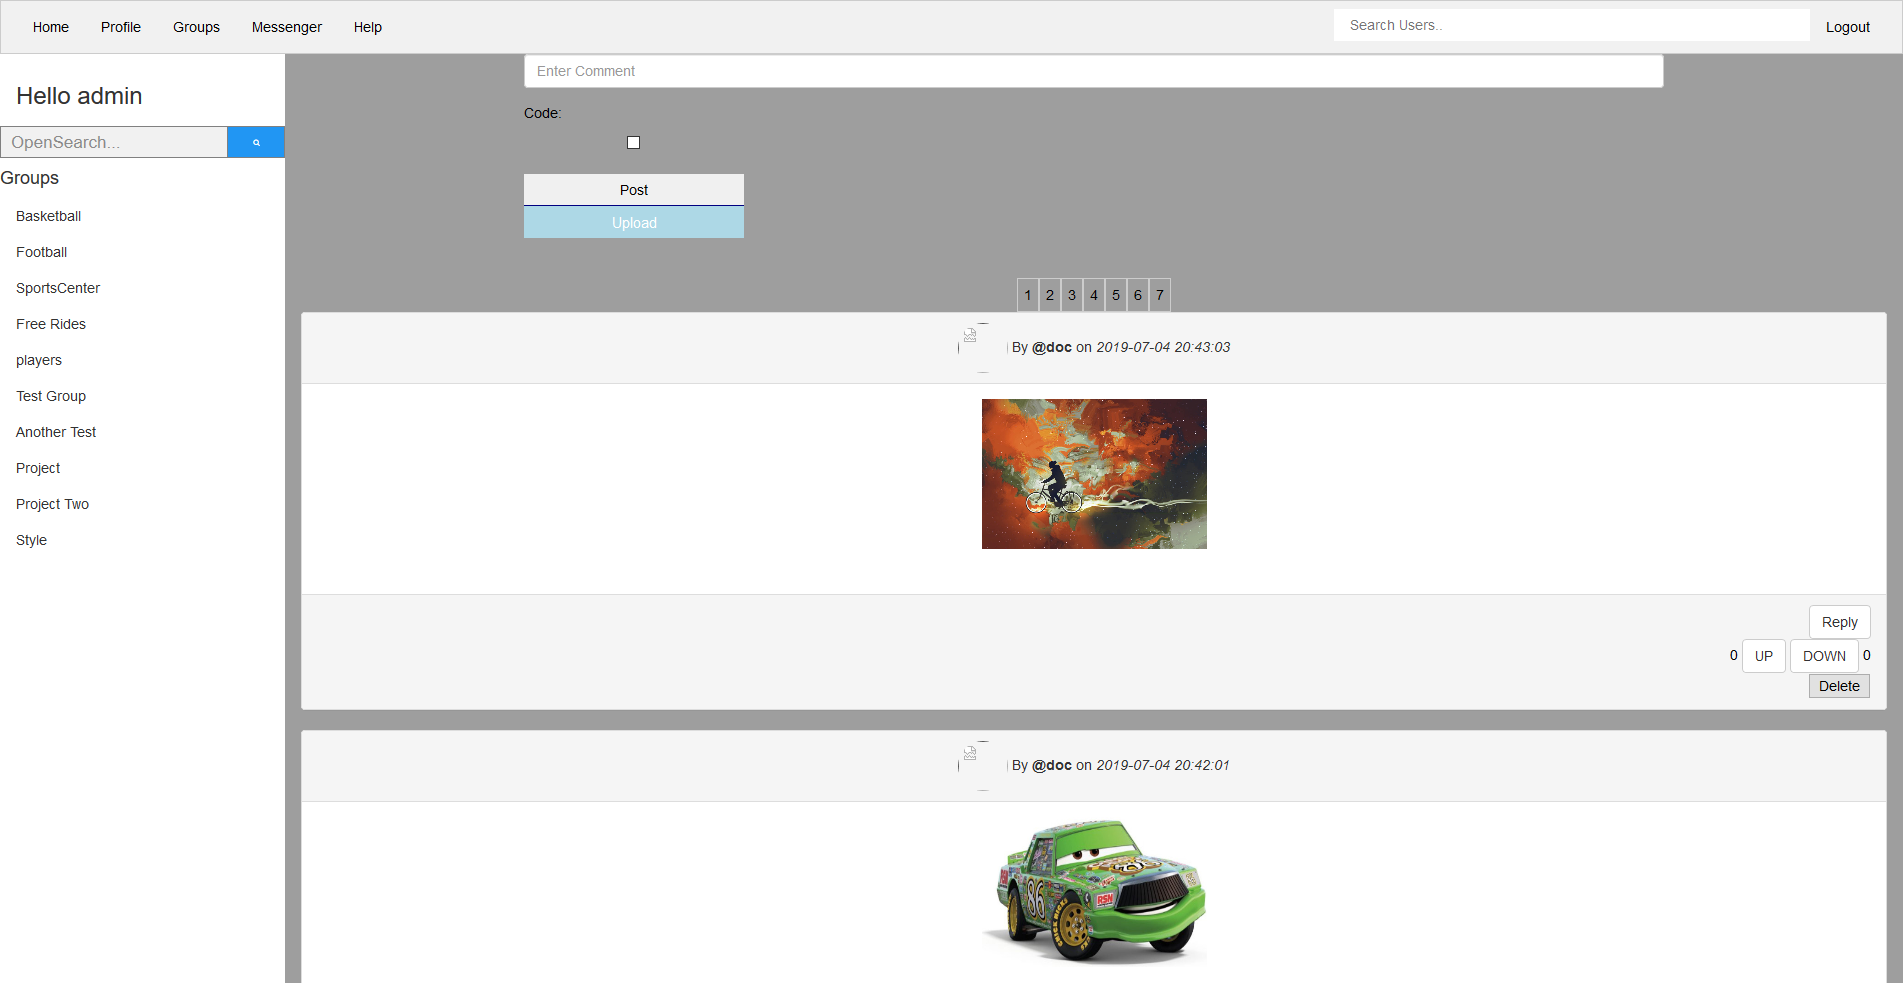 Home Profile Groups Messenger Help Search Users.. Logout
Hello admin
OpenSearch...
Groups
Basketball
Football
SportsCenter
Free Rides
players
Test Group
Another Test
Project
Project Two
Style
Enter Comment
Code:
Post
Upload
1 2 3 4 5 6 7
By @doc on 2019-07-04 20:43:03
Reply
0 UP DOWN 0
Delete
By @doc on 2019-07-04 20:42:01
86
RSN
RSN